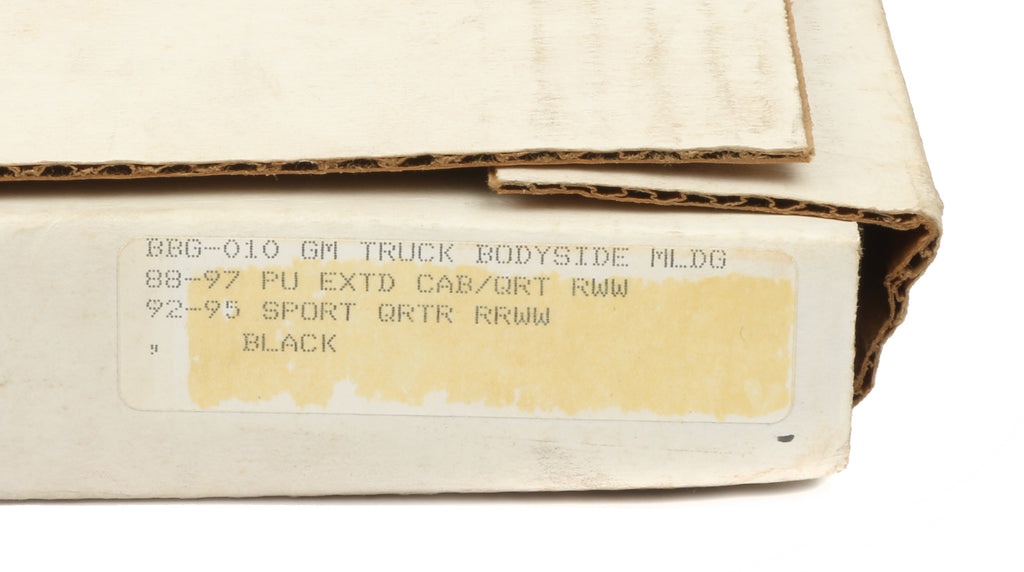 BBG-010 GM TRUCK BODYSIDE MLDG
88-97 PU EXTD CAB/QRT RWW
92-95 SPORT QRTR RRWW
" BLACK